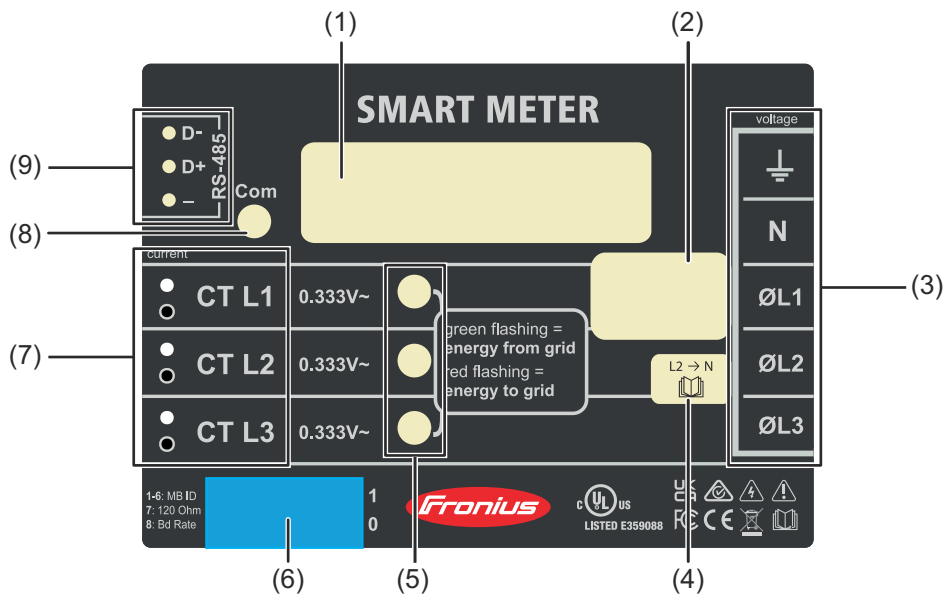 (1)
(2)
SMART METER
voltage
D-
D+
–
RS-485
(9)
Com
(8)
N
current
CT L1
0.333V~
ØL1
(3)
green flashing =
energy from grid
red flashing =
energy to grid
(7)
CT L2
0.333V~
L2 → N
ØL2
CT L3
0.333V~
ØL3
1-6: MB ID
7: 120 Ohm
8: Bd Rate
1
0
Fronius
C UL US
LISTED E359088
UK CA
FC CE
(6)
(5)
(4)